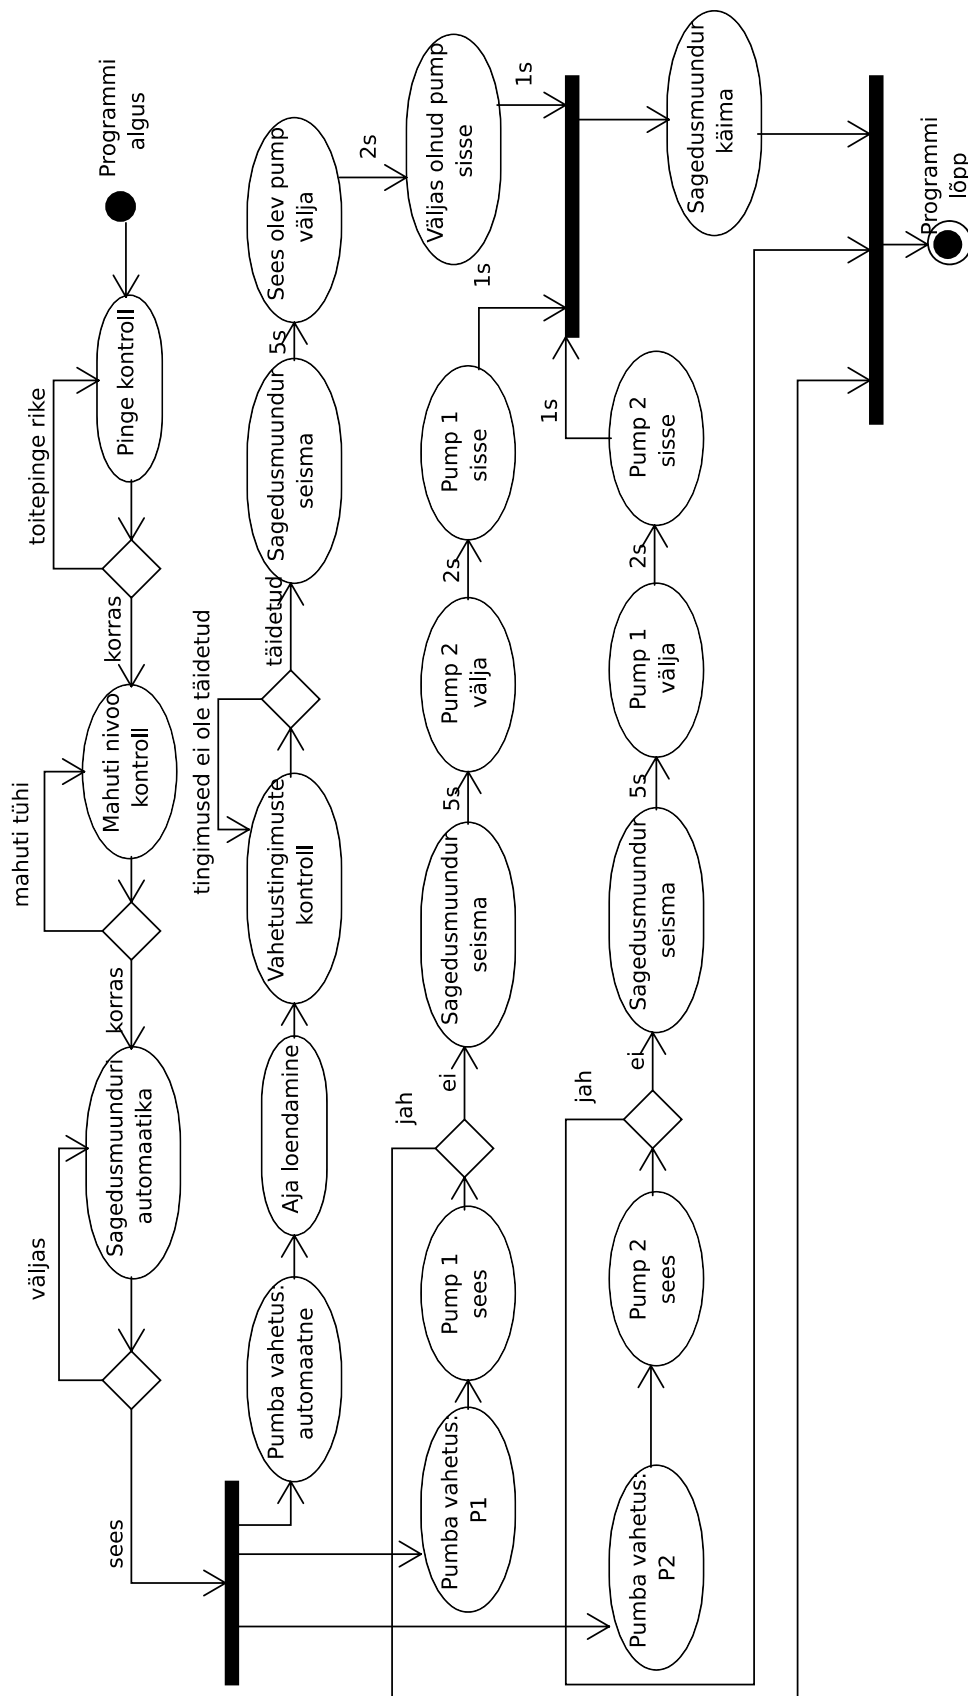 Programmi
algus
Pinge kontroll
toitepinge rike
korras
Mahuti nivoo
kontroll
mahuti tühi
korras
Sagedusmuunduri
automaatika
väljas
sees
Pumba vahetus:
automaatne
Aja loendamine
Vahetustingimuste
kontroll
tingimused ei ole täidetud
täidetud
Sagedusmuundur
seisma
5s
Sees olev pump
välja
2s
Väljas olnud pump
sisse
1s
Pumba vahetus:
P1
Pump 1
sees
jah
ei
Sagedusmuundur
seisma
5s
Pump 2
välja
2s
Pump 1
sisse
1s
Pumba vahetus:
P2
Pump 2
sees
jah
ei
Sagedusmuundur
seisma
5s
Pump 1
välja
2s
Pump 2
sisse
1s
Sagedusmuundur
käima
Programmi
lõpp